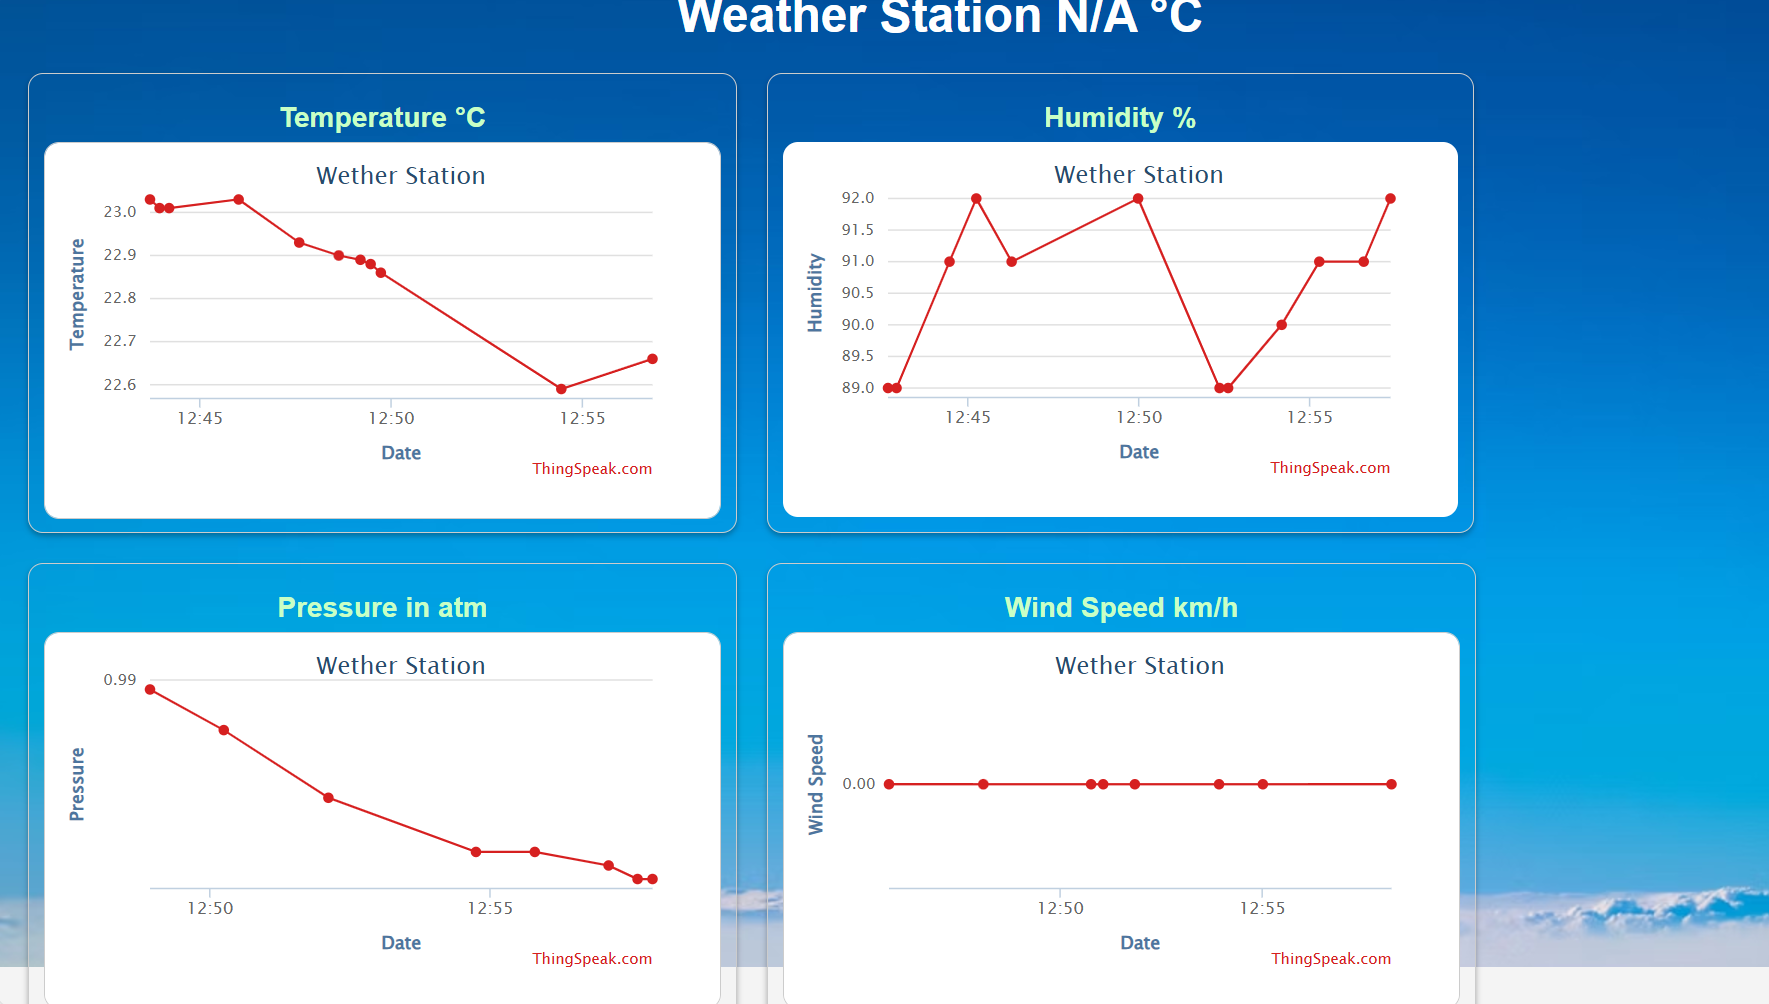 Weather Station N/A °C
Temperature °C
Wether Station
Temperature
23.0
22.9
22.8
22.7
22.6
12:45 12:50 12:55
Date
ThingSpeak.com
Humidity %
Wether Station
Humidity
92.0
91.5
91.0
90.5
90.0
89.5
89.0
12:45 12:50 12:55
Date
ThingSpeak.com
Pressure in atm
Wether Station
Pressure
0.99
12:50 12:55
Date
ThingSpeak.com
Wind Speed km/h
Wether Station
Wind Speed
0.00
12:50 12:55
Date
ThingSpeak.com